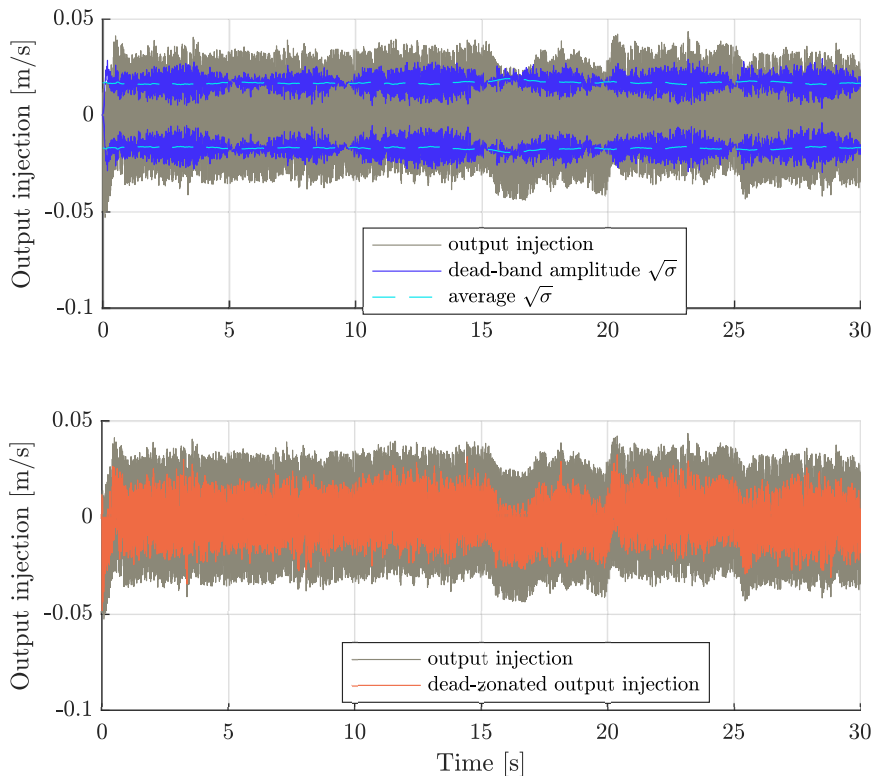 Output injection [m/s]
0.05
0
-0.05
-0.1
output injection
dead-band amplitude √σ
average √σ
0 5 10 15 20 25 30
Output injection [m/s]
0.05
0
-0.05
-0.1
output injection
dead-zonated output injection
0 5 10 15 20 25 30
Time [s]